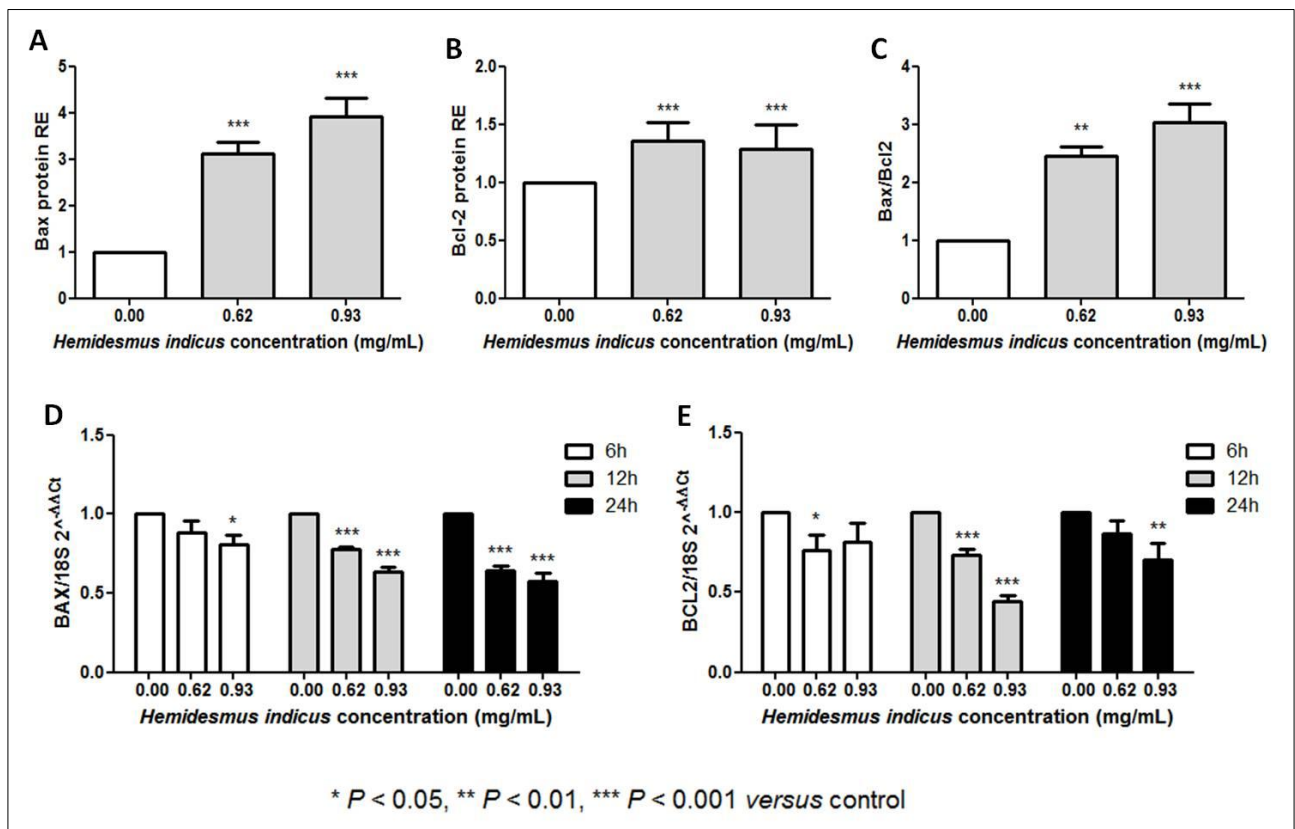 A
Bax protein RE
5
4
3
2
1
0
***
***
0.00 0.62 0.93
Hemidesmus indicus concentration (mg/mL)
B
Bcl-2 protein RE
2.0
1.5
1.0
0.5
0.0
*** ***
0.00 0.62 0.93
Hemidesmus indicus concentration (mg/mL)
C
Bax/Bcl2
4
3
2
1
0
***
**
0.00 0.62 0.93
Hemidesmus indicus concentration (mg/mL)
D
BAX/18S 2^-ΔΔCt
1.5
1.0
0.5
0.0
6h
12h
24h
* *** *** *** ***
0.00 0.62 0.93 0.00 0.62 0.93 0.00 0.62 0.93
Hemidesmus indicus concentration (mg/mL)
E
BCL2/18S 2^-ΔΔCt
1.5
1.0
0.5
0.0
6h
12h
24h
* *** *** **
0.00 0.62 0.93 0.00 0.62 0.93 0.00 0.62 0.93
Hemidesmus indicus concentration (mg/mL)
* P < 0.05, ** P < 0.01, *** P < 0.001 versus control